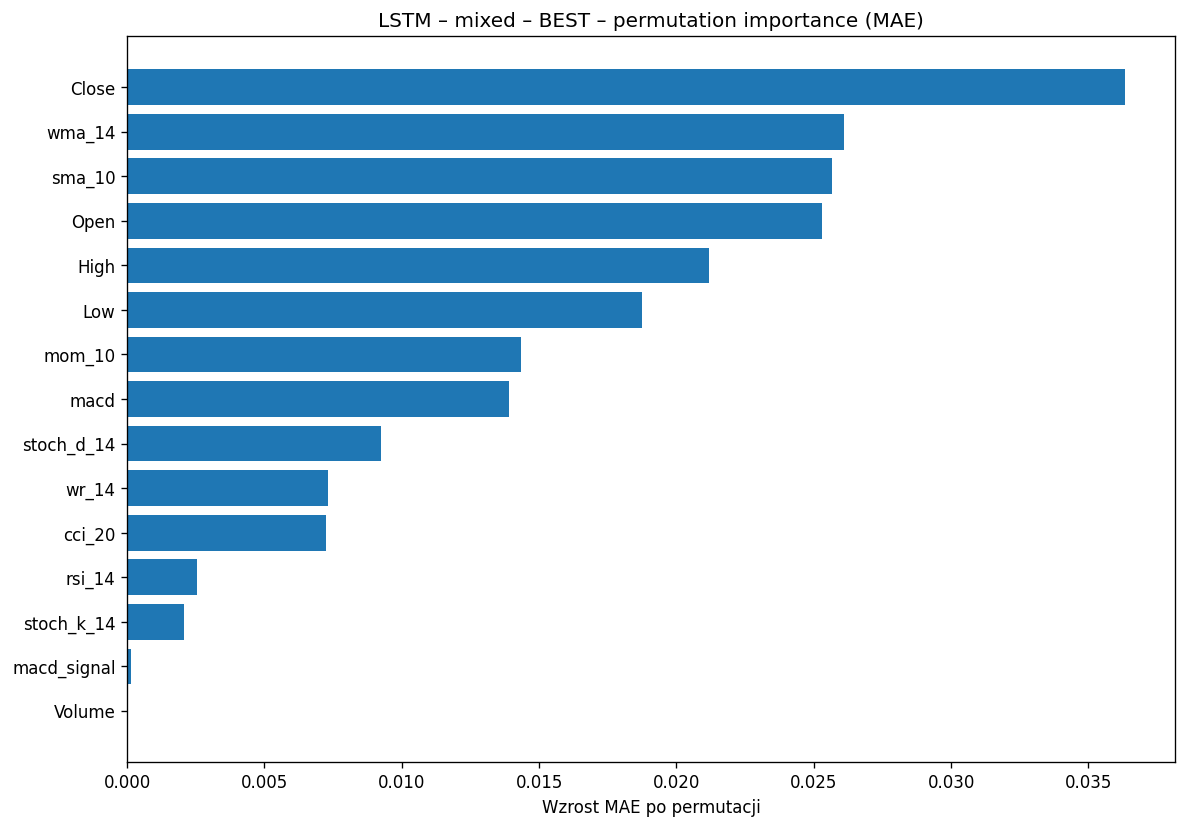 LSTM – mixed – BEST – permutation importance (MAE)
Close
wma_14
sma_10
Open
High
Low
mom_10
macd
stoch_d_14
wr_14
cci_20
rsi_14
stoch_k_14
macd_signal
Volume
0.000 0.005 0.010 0.015 0.020 0.025 0.030 0.035
Wzrost MAE po permutacji